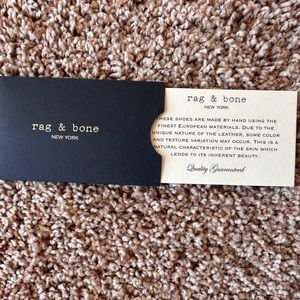 rag & bone
NEW YORK
rag & bone
NEW YORK
THESE SHOES ARE MADE BY HAND USING THE
FINEST EUROPEAN MATERIALS. DUE TO THE
UNIQUE NATURE OF THE LEATHER, SOME COLOR
AND TEXTURE VARIATION MAY OCCUR. THIS IS A
NATURAL CHARACTERISTIC OF THE SKIN WHICH
LENDS TO ITS INHERENT BEAUTY.
Quality Guaranteed